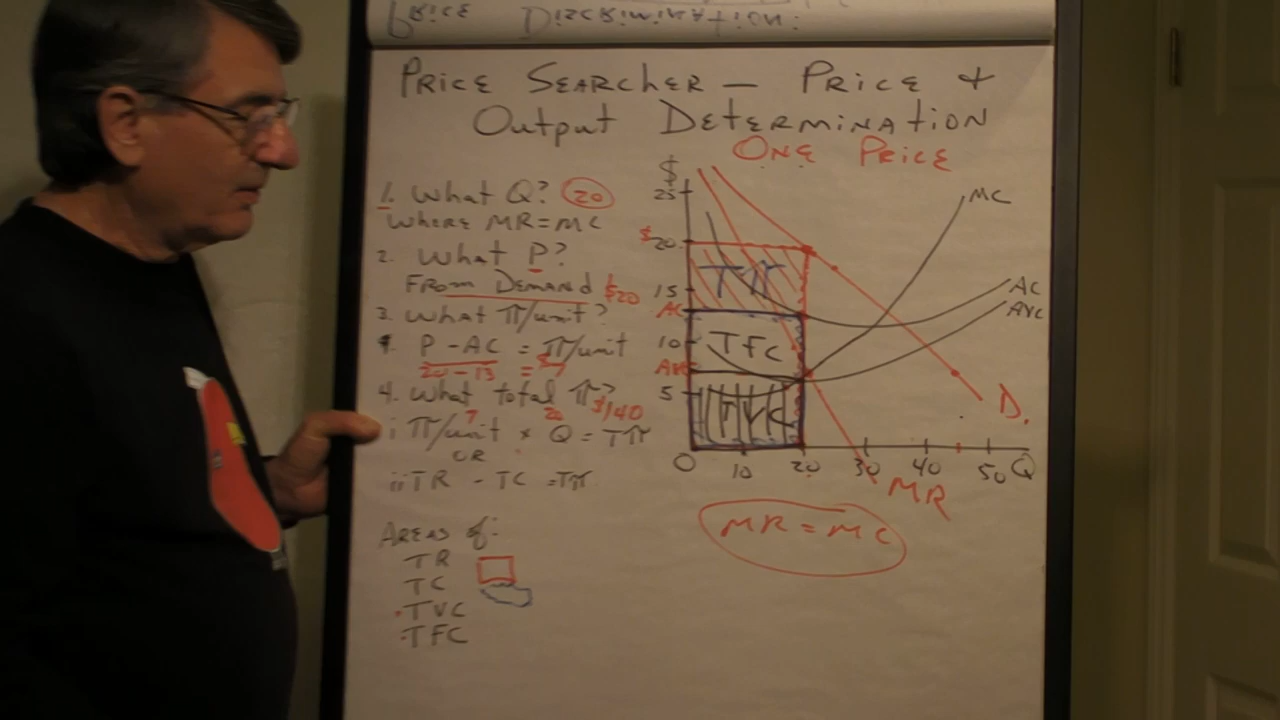 Price Discrimination:
PRICE SEARCHER — PRICE +
OUTPUT DETERMINATION
ONE PRICE
1. WHAT Q? 20
WHERE MR=MC
2. WHAT P?
FROM DEMAND $20
3. WHAT π/unit?
P - AC = π/unit
20-13 = $7
4. WHAT total π? $140
7 20
i π/unit x Q = Tπ
OR
ii TR - TC = Tπ
AREAS of:
TR
TC
TVC
TFC
$
25
$20
15
AC
10
AVC
5
0 10 20 30 40 50 Q
MC
AC
AVC
D.
MR
Tπ
TFC
TVC
MR = MC